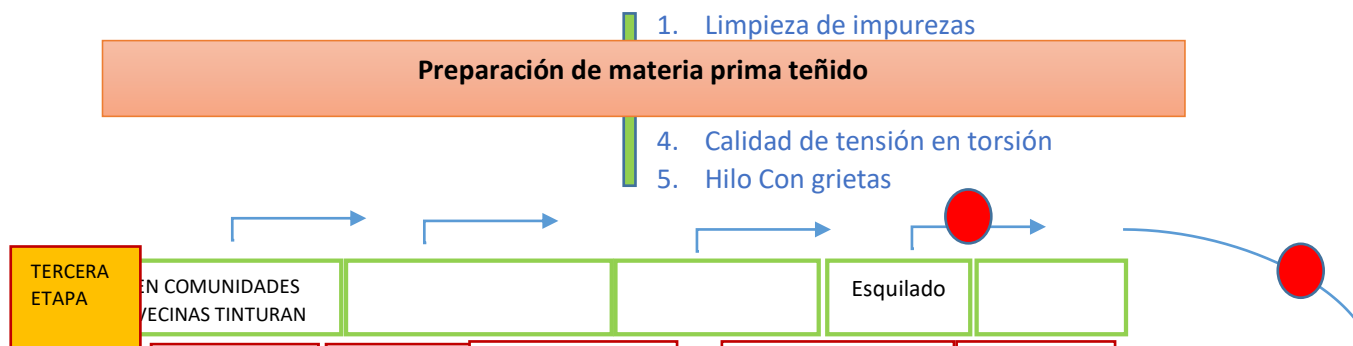 1. Limpieza de impurezas
Preparación de materia prima teñido
4. Calidad de tensión en torsión
5. Hilo Con grietas
TERCERA
ETAPA
EN COMUNIDADES
VECINAS TINTURAN
Esquilado